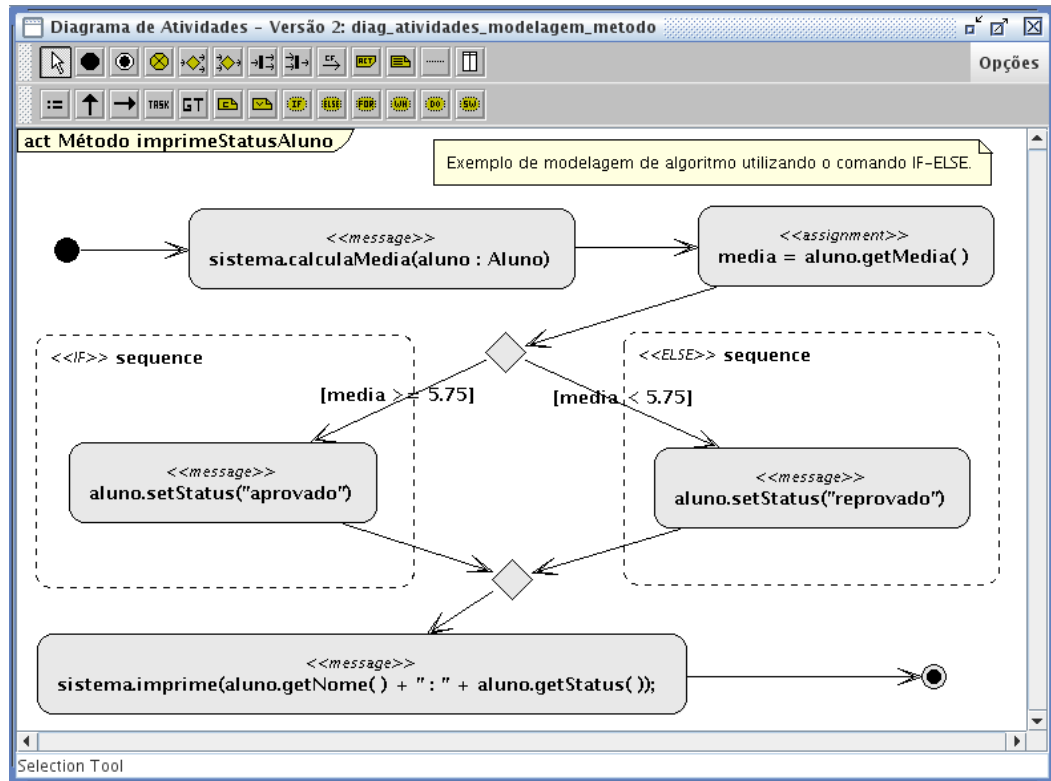 Diagrama de Atividades - Versão 2: diag_atividades_modelagem_metodo
CF
RET
Opções
:=
TASK
GT
C
V
IF
ELSE
FOR
WH
DO
SW
act Método imprimeStatusAluno
Exemplo de modelagem de algoritmo utilizando o comando IF-ELSE.
<<message>>
sistema.calculaMedia(aluno : Aluno)
<<assignment>>
media = aluno.getMedia( )
<<IF>> sequence
<<ELSE>> sequence
[media >= 5.75]
[media < 5.75]
<<message>>
aluno.setStatus("aprovado")
<<message>>
aluno.setStatus("reprovado")
<<message>>
sistema.imprime(aluno.getNome( ) + " : " + aluno.getStatus( ));
Selection Tool